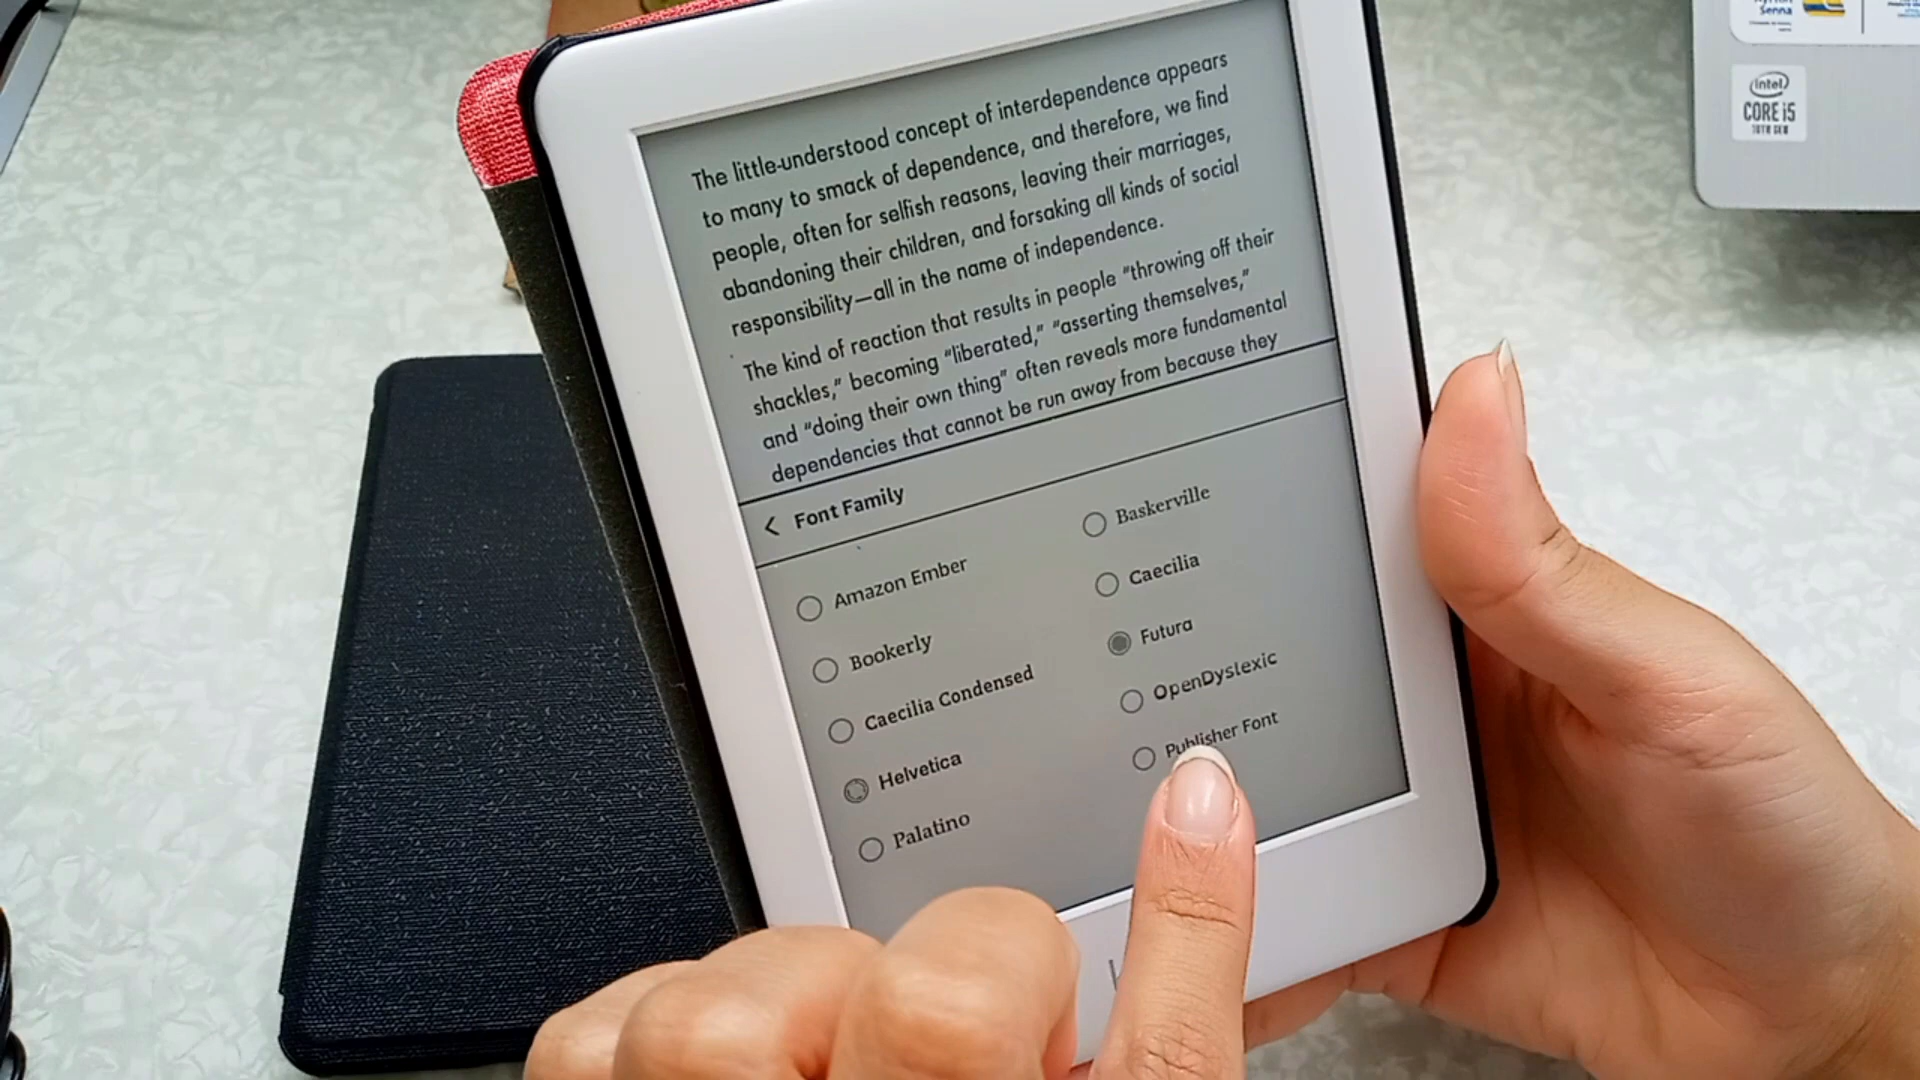 The little-understood concept of interdependence appears
to many to smack of dependence, and therefore, we find
people, often for selfish reasons, leaving their marriages,
abandoning their children, and forsaking all kinds of social
responsibility—all in the name of independence.
The kind of reaction that results in people “throwing off their
shackles,” becoming “liberated,” “asserting themselves,”
and “doing their own thing” often reveals more fundamental
dependencies that cannot be run away from because they
< Font Family
Amazon Ember
Baskerville
Bookerly
Caecilia
Caecilia Condensed
Futura
Helvetica
OpenDyslexic
Palatino
Publisher Font
Senna
intel
CORE i5
10TH GEN